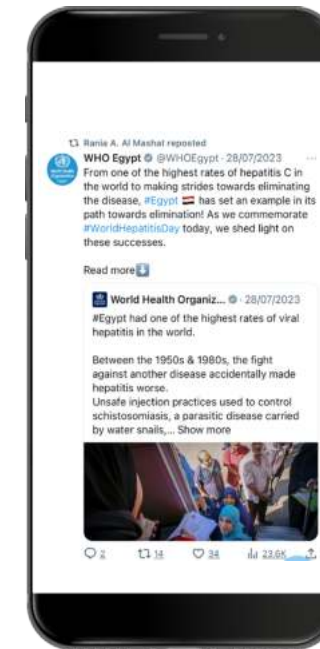 Rania A. Al Mashat reposted
WHO Egypt @WHOEgypt · 28/07/2023 ...
From one of the highest rates of hepatitis C in
the world to making strides towards eliminating
the disease, #Egypt 🇪🇬 has set an example in its
path towards elimination! As we commemorate
#WorldHepatitisDay today, we shed light on
these successes.
Read more⬇️
World Health Organiz... · 28/07/2023
#Egypt had one of the highest rates of viral
hepatitis in the world.
Between the 1950s & 1980s, the fight
against another disease accidentally made
hepatitis worse.
Unsafe injection practices used to control
schistosomiasis, a parasitic disease carried
by water snails,... Show more
2 14 34 23.6K